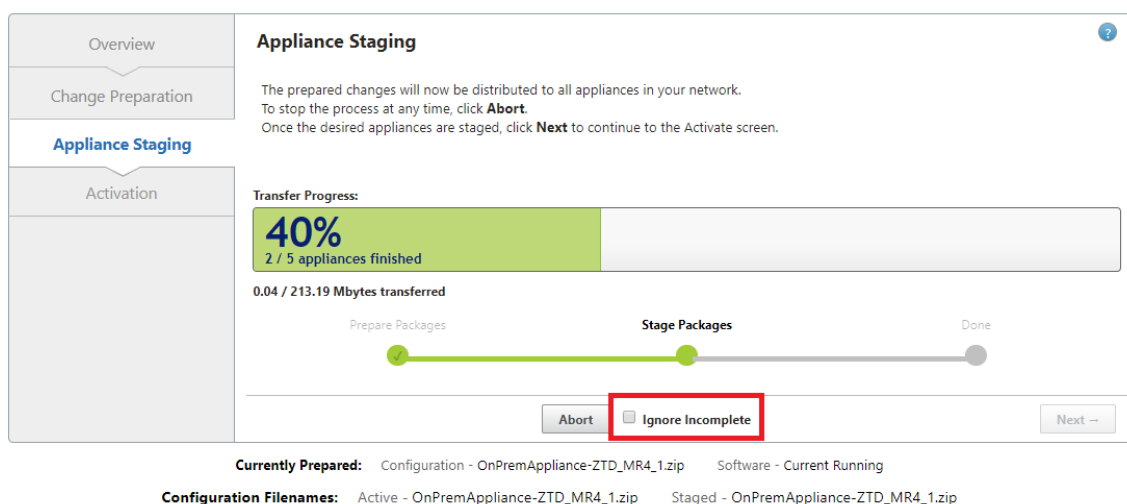 Overview
Change Preparation
Appliance Staging
Activation
Appliance Staging
?
The prepared changes will now be distributed to all appliances in your network.
To stop the process at any time, click Abort.
Once the desired appliances are staged, click Next to continue to the Activate screen.
Transfer Progress:
40%
2 / 5 appliances finished
0.04 / 213.19 Mbytes transferred
Prepare Packages Stage Packages Done
Abort Ignore Incomplete Next →
Currently Prepared: Configuration - OnPremAppliance-ZTD_MR4_1.zip Software - Current Running
Configuration Filenames: Active - OnPremAppliance-ZTD_MR4_1.zip Staged - OnPremAppliance-ZTD_MR4_1.zip